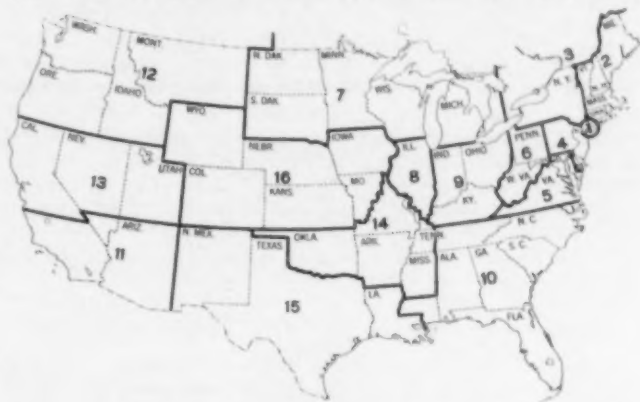 WASH.
MONT.
N. DAK.
MINN.
ME.
3
2
ORE.
12
IDAHO
S. DAK.
7
WIS.
MICH.
N.Y.
MASS.
WYO.
1
CAL.
NEV.
NEBR.
IOWA
ILL.
IND.
OHIO
PENN.
4
6
UTAH
COL.
16
8
9
W. VA.
VA.
13
KANS.
MO.
KY.
5
14
N. C.
ARIZ.
N. MEX.
TEXAS
OKLA.
ARK.
TENN.
S. C.
11
MISS.
ALA.
GA.
10
LA.
15
FLA.